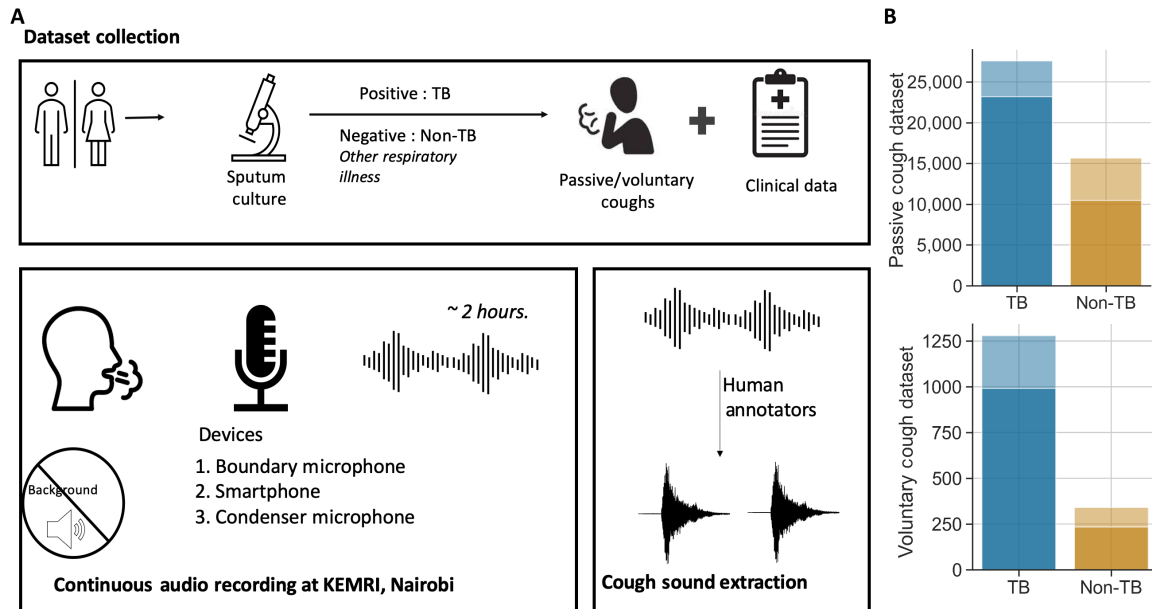 A
Dataset collection
Positive : TB
Negative : Non-TB
Other respiratory
illness
Sputum
culture
Passive/voluntary
coughs
Clinical data
~ 2 hours.
Devices
1. Boundary microphone
2. Smartphone
3. Condenser microphone
Background
Continuous audio recording at KEMRI, Nairobi
Human
annotators
Cough sound extraction
B
Passive cough dataset
25,000
20,000
15,000
10,000
5,000
0
TB
Non-TB
Voluntary cough dataset
1250
1000
750
500
250
0
TB
Non-TB